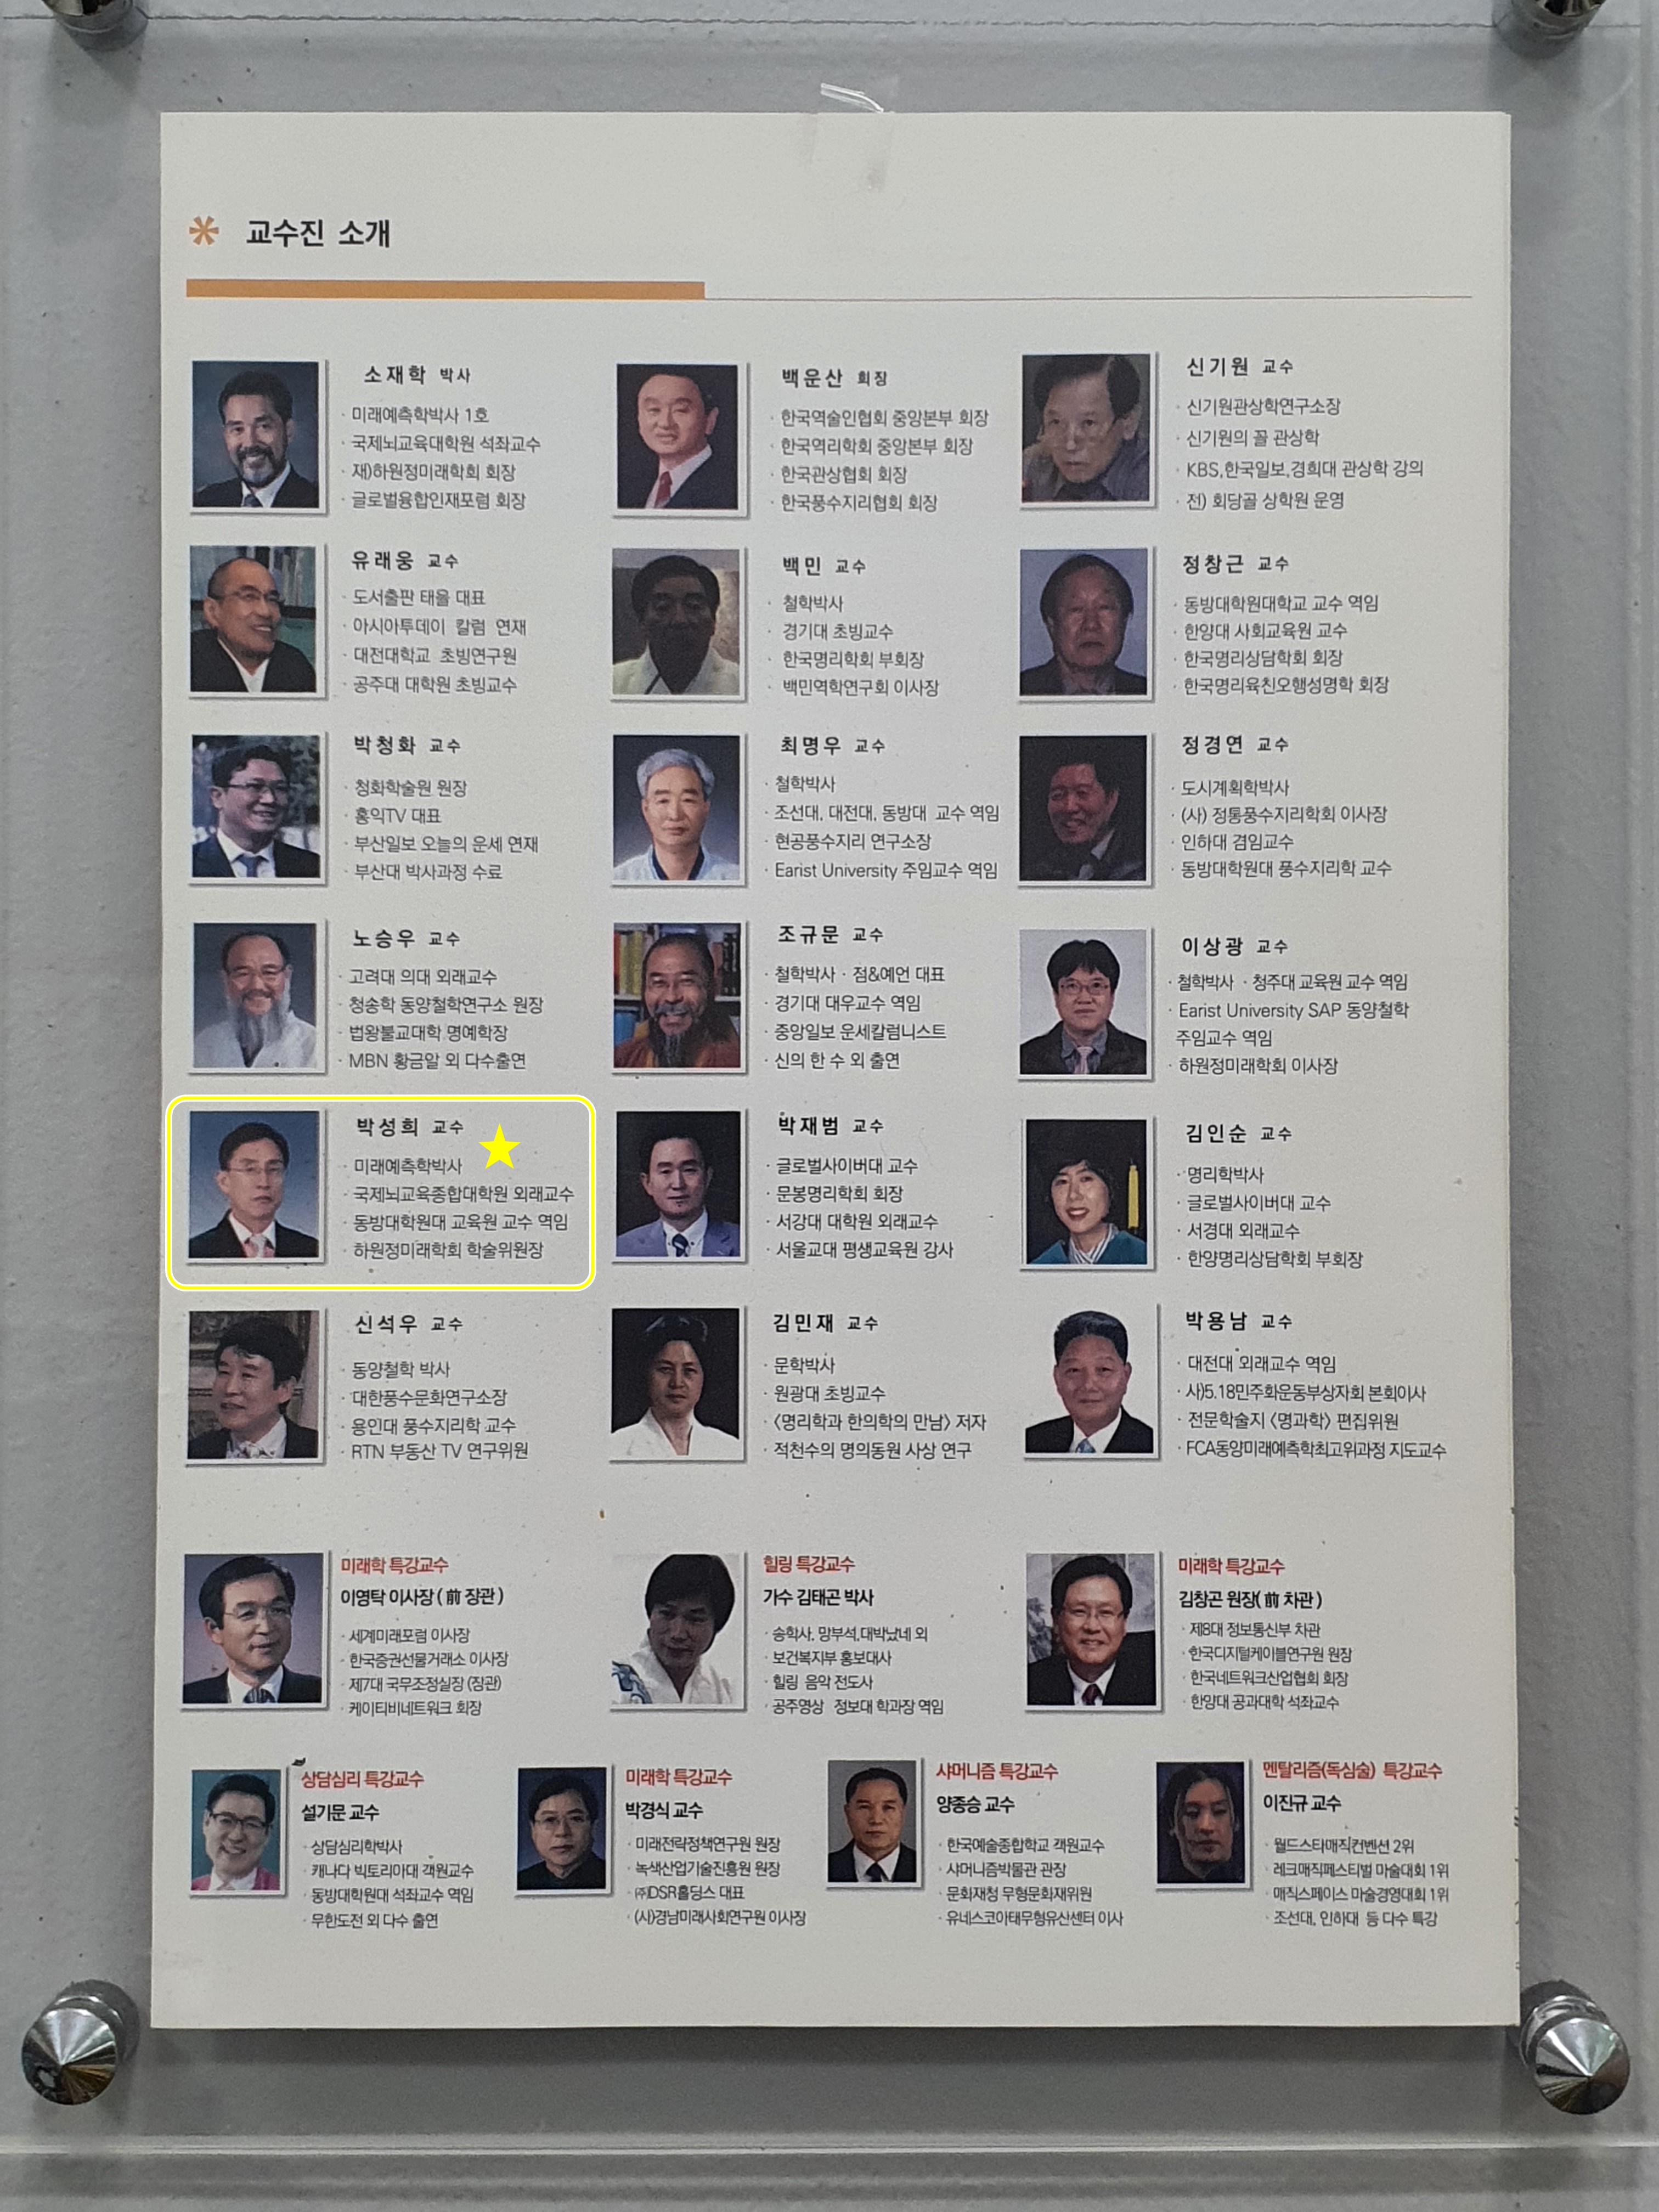 교수진 소개
소재학 박사
· 미래예측학박사 1호
· 국제뇌교육대학원 석좌교수
· 재)하원정미래학회 회장
· 글로벌융합인재포럼 회장
백운산 회장
· 한국역술인협회 중앙본부 회장
· 한국역리학회 중앙본부 회장
· 한국관상협회 회장
· 한국풍수지리협회 회장
신기원 교수
· 신기원관상학연구소장
· 신기원의 꼴 관상학
· KBS,한국일보,경희대 관상학 강의
· 전) 회당골 상학원 운영
유래웅 교수
· 도서출판 태을 대표
· 아시아투데이 칼럼 연재
· 대전대학교 초빙연구원
· 공주대 대학원 초빙교수
백민 교수
· 철학박사
· 경기대 초빙교수
· 한국명리학회 부회장
· 백민역학연구회 이사장
정창근 교수
· 동방대학원대학교 교수 역임
· 한양대 사회교육원 교수
· 한국명리상담학회 회장
· 한국명리육친오행성명학 회장
박청화 교수
· 청화학술원 원장
· 홍익TV 대표
· 부산일보 오늘의 운세 연재
· 부산대 박사과정 수료
최명우 교수
· 철학박사
· 조선대, 대전대, 동방대 교수 역임
· 현공풍수지리 연구소장
· Earist University 주임교수 역임
정경연 교수
· 도시계획학박사
· (사) 정통풍수지리학회 이사장
· 인하대 겸임교수
· 동방대학원대 풍수지리학 교수
노승우 교수
· 고려대 의대 외래교수
· 청송학 동양철학연구소 원장
· 법왕불교대학 명예학장
· MBN 황금알 외 다수출연
조규문 교수
· 철학박사 · 점&예언 대표
· 경기대 대우교수 역임
· 중앙일보 운세칼럼니스트
· 신의 한 수 외 출연
이상광 교수
· 철학박사 · 청주대 교육원 교수 역임
· Earist University SAP 동양철학
주임교수 역임
· 하원정미래학회 이사장
박성희 교수
· 미래예측학박사
· 국제뇌교육종합대학원 외래교수
· 동방대학원대 교육원 교수 역임
· 하원정미래학회 학술위원장
박재범 교수
· 글로벌사이버대 교수
· 문봉명리학회 회장
· 서강대 대학원 외래교수
· 서울교대 평생교육원 강사
김인순 교수
· 명리학박사
· 글로벌사이버대 교수
· 서경대 외래교수
· 한양명리상담학회 부회장
신석우 교수
· 동양철학 박사
· 대한풍수문화연구소장
· 용인대 풍수지리학 교수
· RTN 부동산 TV 연구위원
김민재 교수
· 문학박사
· 원광대 초빙교수
· <명리학과 한의학의 만남> 저자
· 적천수의 명의동원 사상 연구
박용남 교수
· 대전대 외래교수 역임
· 사)5.18민주화운동부상자회 본회이사
· 전문학술지 <명과학> 편집위원
· FCA동양미래예측학최고위과정 지도교수
미래학 특강교수
이영탁 이사장 ( 前 장관 )
· 세계미래포럼 이사장
· 한국증권선물거래소 이사장
· 제7대 국무조정실장 (장관)
· 케이티비네트워크 회장
힐링 특강교수
가수 김태곤 박사
· 송학사, 망부석,대박났네 외
· 보건복지부 홍보대사
· 힐링 음악 전도사
· 공주영상 정보대 학과장 역임
미래학 특강교수
김창곤 원장( 前 차관 )
· 제8대 정보통신부 차관
· 한국디지털케이블연구원 원장
· 한국네트워크산업협회 회장
· 한양대 공과대학 석좌교수
상담심리 특강교수
설기문 교수
· 상담심리학박사
· 캐나다 빅토리아대 객원교수
· 동방대학원대 석좌교수 역임
· 무한도전 외 다수 출연
미래학 특강교수
박경식 교수
· 미래전략정책연구원 원장
· 녹색산업기술진흥원 원장
· ㈜DSR홀딩스 대표
· (사)경남미래사회연구원 이사장
샤머니즘 특강교수
양종승 교수
· 한국예술종합학교 객원교수
· 샤머니즘박물관 관장
· 문화재청 무형문화재위원
· 유네스코아태무형유산센터 이사
멘탈리즘(독심술) 특강교수
이진규 교수
· 월드스타매직컨벤션 2위
· 레크매직페스티벌 마술대회 1위
· 매직스페이스 마술경영대회 1위
· 조선대, 인하대 등 다수 특강